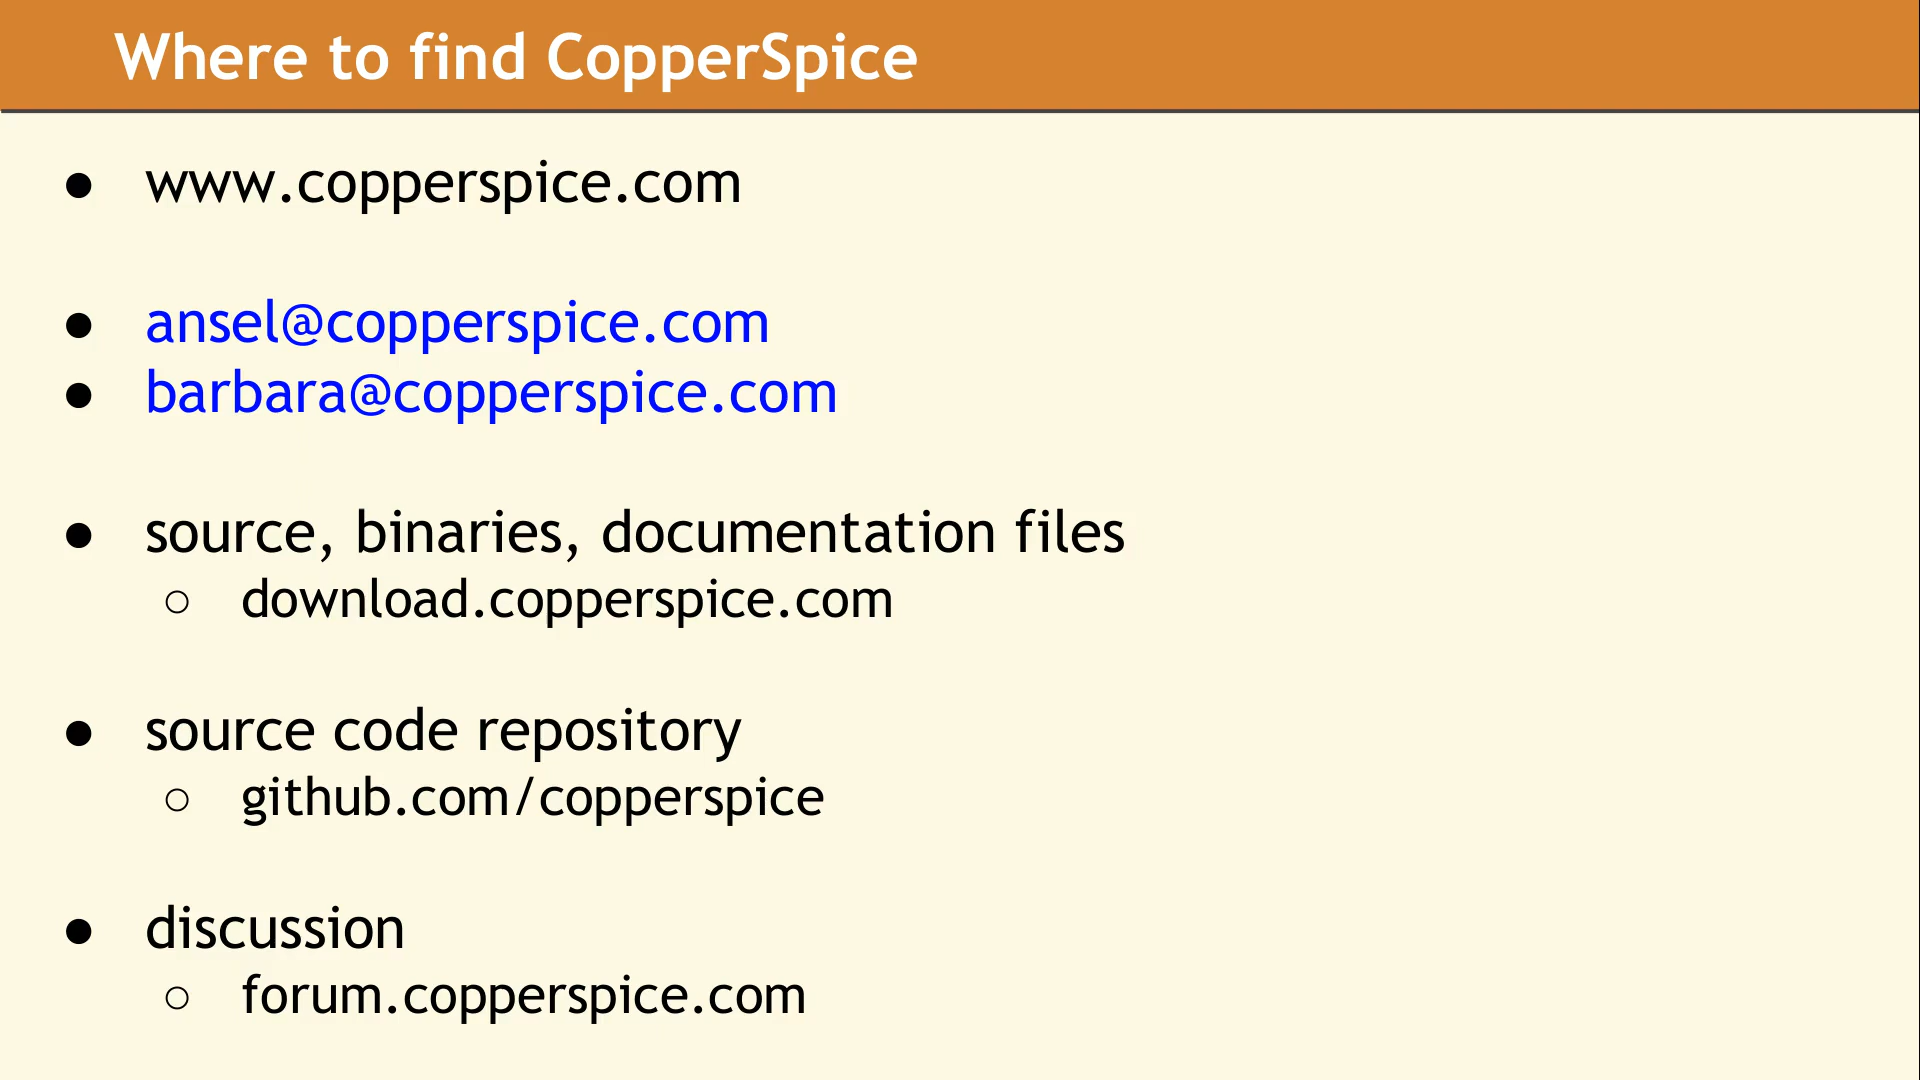 Where to find CopperSpice
● www.copperspice.com
● ansel@copperspice.com
● barbara@copperspice.com
● source, binaries, documentation files
○ download.copperspice.com
● source code repository
○ github.com/copperspice
● discussion
○ forum.copperspice.com